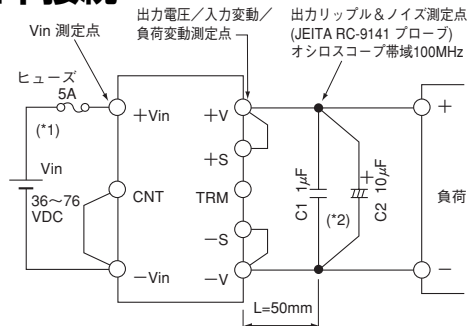 Vin 測定点
出力電圧／入力変動／
負荷変動測定点
出力リップル＆ノイズ測定点
(JEITA RC-9141 プローブ)
オシロスコープ帯域100MHz
ヒューズ
5A
(*1)
Vin
36〜76
VDC
+Vin
CNT
−Vin
+V
+S
TRM
−S
−V
C1 1μF
(*2)
+
C2 10μF
+
負荷
−
L=50mm